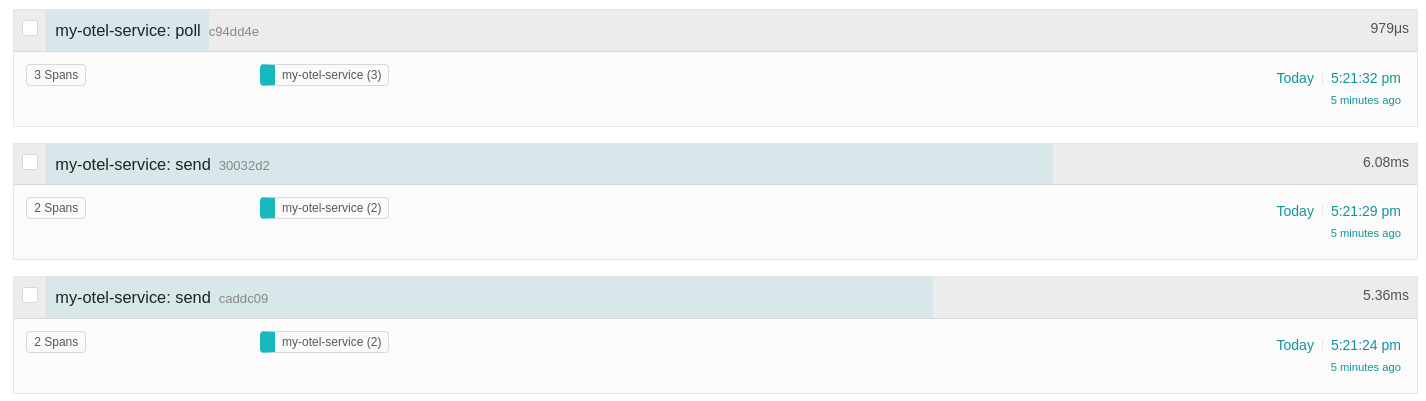 my-otel-service: poll c94dd4e 979μs
3 Spans my-otel-service (3) Today 5:21:32 pm
5 minutes ago
my-otel-service: send 30032d2 6.08ms
2 Spans my-otel-service (2) Today 5:21:29 pm
5 minutes ago
my-otel-service: send caddc09 5.36ms
2 Spans my-otel-service (2) Today 5:21:24 pm
5 minutes ago